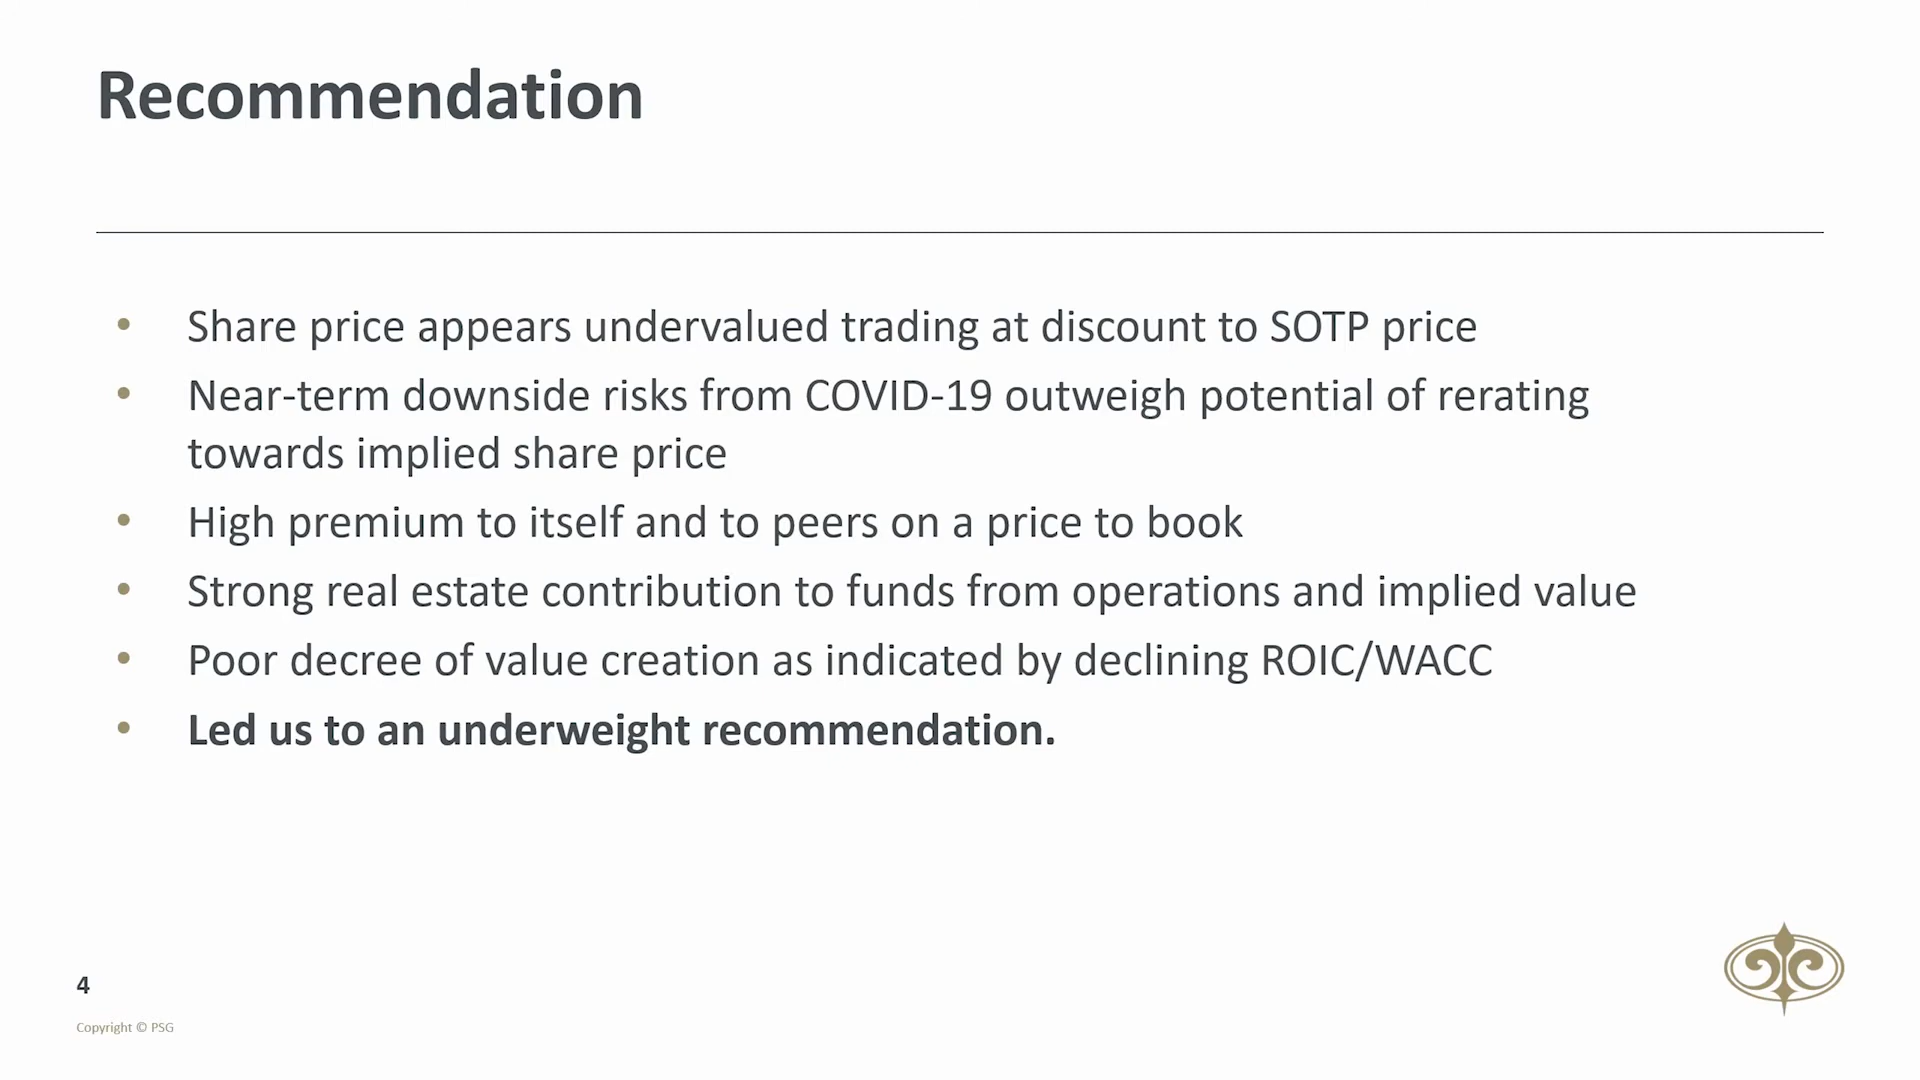 Recommendation
• Share price appears undervalued trading at discount to SOTP price
• Near-term downside risks from COVID-19 outweigh potential of rerating
towards implied share price
• High premium to itself and to peers on a price to book
• Strong real estate contribution to funds from operations and implied value
• Poor decree of value creation as indicated by declining ROIC/WACC
• Led us to an underweight recommendation.
4
Copyright © PSG